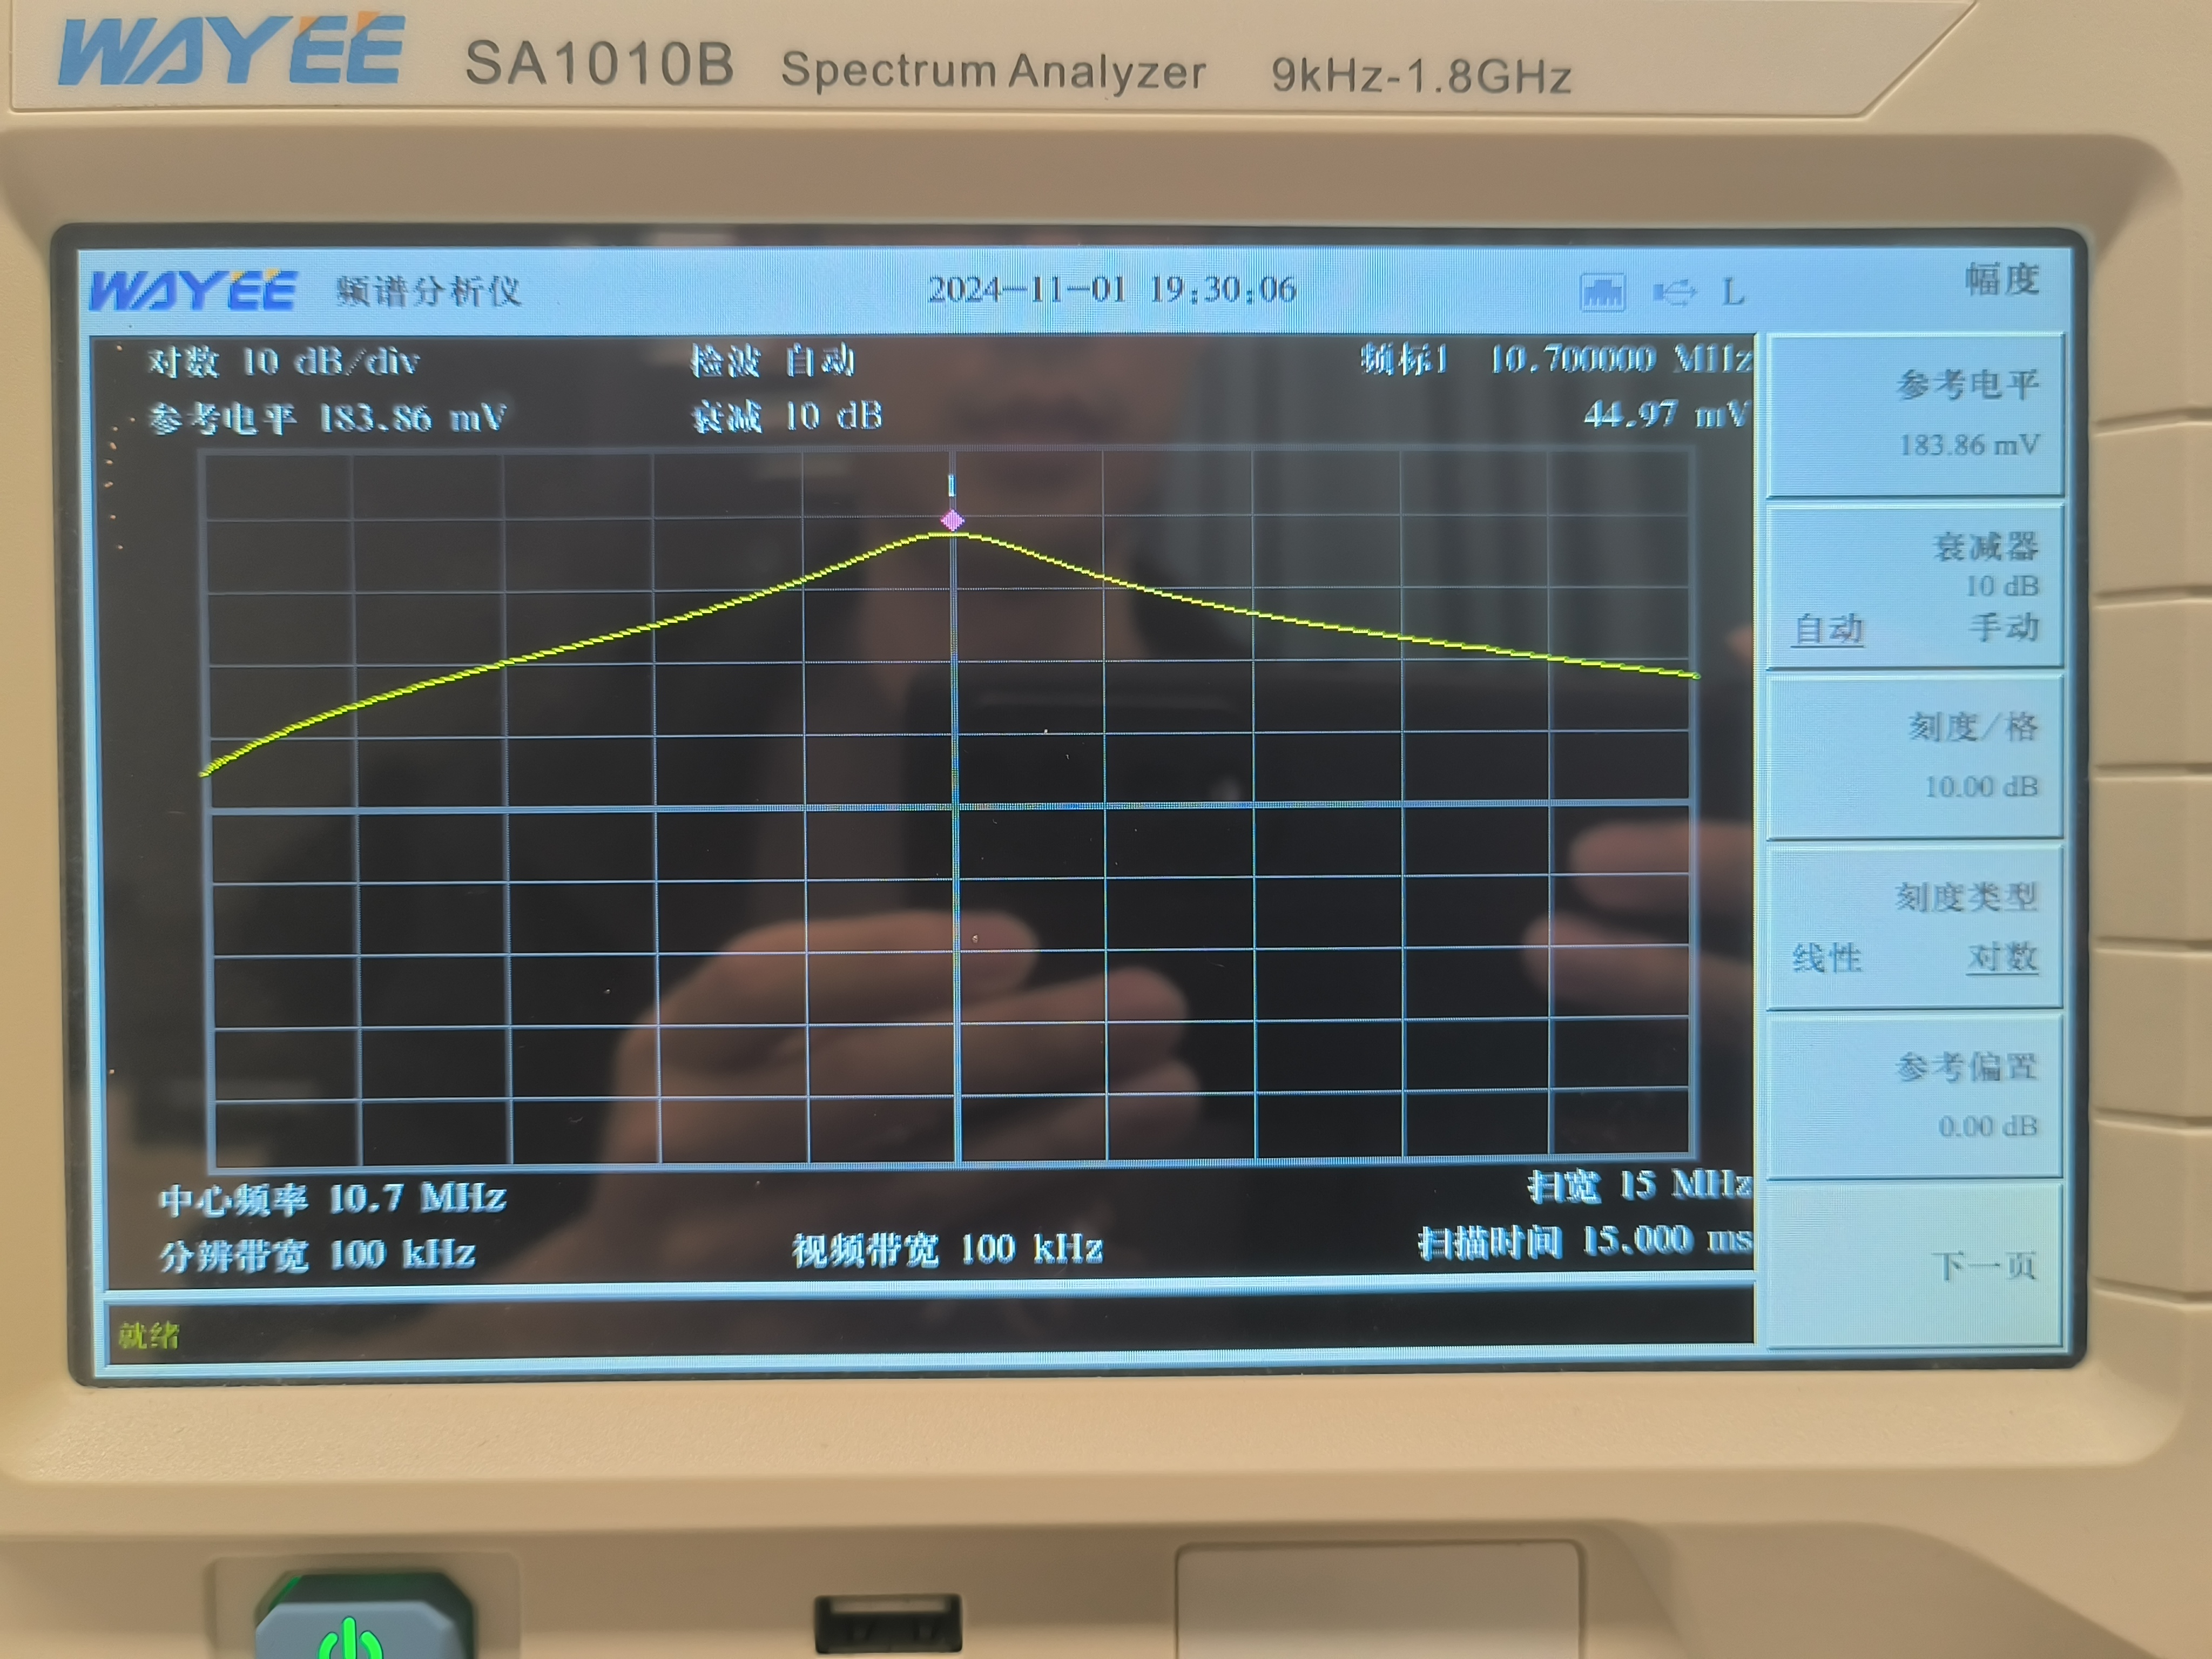 WAYEE SA1010B Spectrum Analyzer 9kHz-1.8GHz
WAYEE 频谱分析仪 2024-11-01 19:30:06 L 幅度
对数 10 dB/div 检波 自动 频标1 10.700000 MHz
参考电平 183.86 mV 衰减 10 dB 44.97 mV
1
参考电平
183.86 mV
衰减器
10 dB
自动 手动
刻度/格
10.00 dB
刻度类型
线性 对数
参考偏置
0.00 dB
下一页
中心频率 10.7 MHz 扫宽 15 MHz
分辨带宽 100 kHz 视频带宽 100 kHz 扫描时间 15.000 ms
就绪